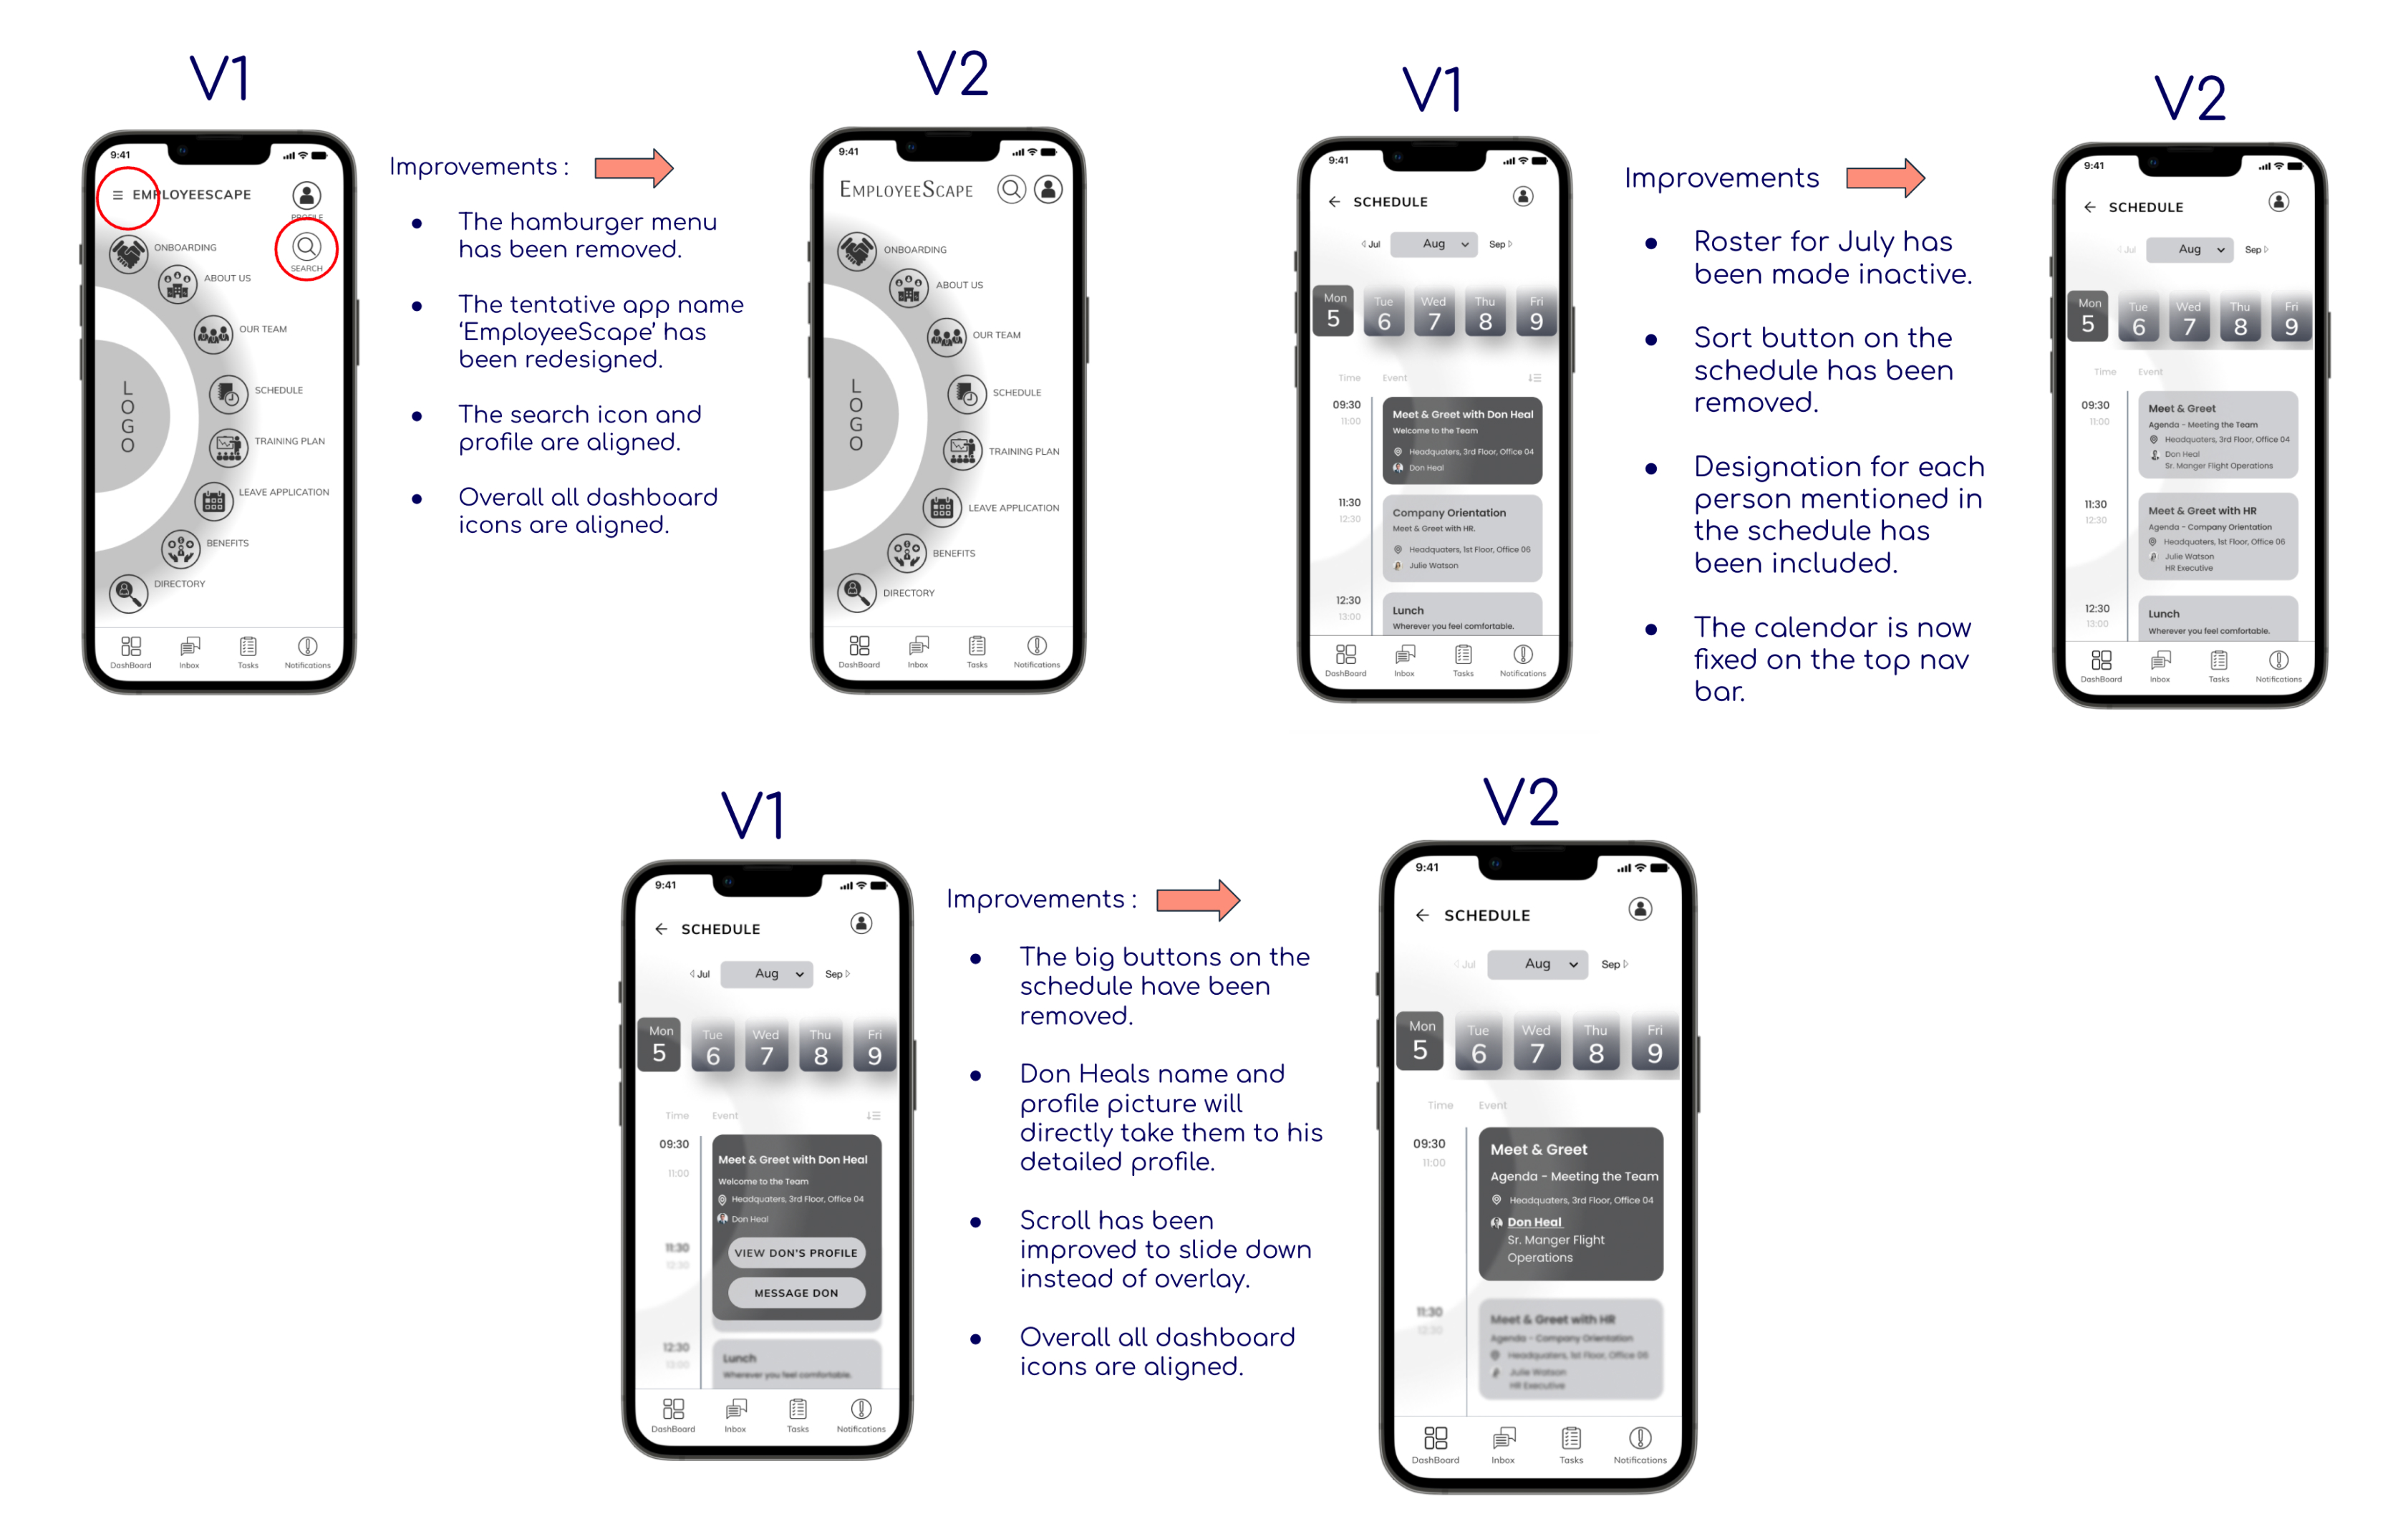 V1
9:41
EMPLOYEESCAPE
PROFILE
ONBOARDING
SEARCH
ABOUT US
OUR TEAM
SCHEDULE
TRAINING PLAN
LEAVE APPLICATION
BENEFITS
DIRECTORY
L
O
G
O
DashBoard Inbox Tasks Notifications
Improvements :
● The hamburger menu
has been removed.
● The tentative app name
‘EmployeeScape’ has
been redesigned.
● The search icon and
profile are aligned.
● Overall all dashboard
icons are aligned.
V2
9:41
EMPLOYEESCAPE
ONBOARDING
ABOUT US
OUR TEAM
SCHEDULE
TRAINING PLAN
LEAVE APPLICATION
BENEFITS
DIRECTORY
L
O
G
O
DashBoard Inbox Tasks Notifications
V1
9:41
SCHEDULE
Jul Aug Sep
Mon Tue Wed Thu Fri
5 6 7 8 9
Time Event
09:30
11:00
Meet & Greet with Don Heal
Welcome to the Team
Headquaters, 3rd Floor, Office 04
Don Heal
11:30
12:30
Company Orientation
Meet & Greet with HR.
Headquaters, 1st Floor, Office 06
Julie Watson
12:30
13:00
Lunch
Wherever you feel comfortable.
DashBoard Inbox Tasks Notifications
Improvements
● Roster for July has
been made inactive.
● Sort button on the
schedule has been
removed.
● Designation for each
person mentioned in
the schedule has
been included.
● The calendar is now
fixed on the top nav
bar.
V2
9:41
SCHEDULE
Jul Aug Sep
Mon Tue Wed Thu Fri
5 6 7 8 9
Time Event
09:30
11:00
Meet & Greet
Agenda - Meeting the Team
Headquaters, 3rd Floor, Office 04
Don Heal
Sr. Manger Flight Operations
11:30
12:30
Meet & Greet with HR
Agenda - Company Orientation
Headquaters, 1st Floor, Office 06
Julie Watson
HR Executive
12:30
13:00
Lunch
Wherever you feel comfortable.
DashBoard Inbox Tasks Notifications
V1
9:41
SCHEDULE
Jul Aug Sep
Mon Tue Wed Thu Fri
5 6 7 8 9
Time Event
09:30
11:00
Meet & Greet with Don Heal
Welcome to the Team
Headquaters, 3rd Floor, Office 04
Don Heal
VIEW DON'S PROFILE
MESSAGE DON
11:30
12:30
12:30
13:00
Lunch
Wherever you feel comfortable.
DashBoard Inbox Tasks Notifications
Improvements :
● The big buttons on the
schedule have been
removed.
● Don Heals name and
profile picture will
directly take them to his
detailed profile.
● Scroll has been
improved to slide down
instead of overlay.
● Overall all dashboard
icons are aligned.
V2
9:41
SCHEDULE
Jul Aug Sep
Mon Tue Wed Thu Fri
5 6 7 8 9
Time Event
09:30
11:00
Meet & Greet
Agenda - Meeting the Team
Headquaters, 3rd Floor, Office 04
Don Heal
Sr. Manger Flight
Operations
11:30
12:30
Meet & Greet with HR
Agenda - Company Orientation
Headquaters, 1st Floor, Office 06
Julie Watson
HR Executive
DashBoard Inbox Tasks Notifications